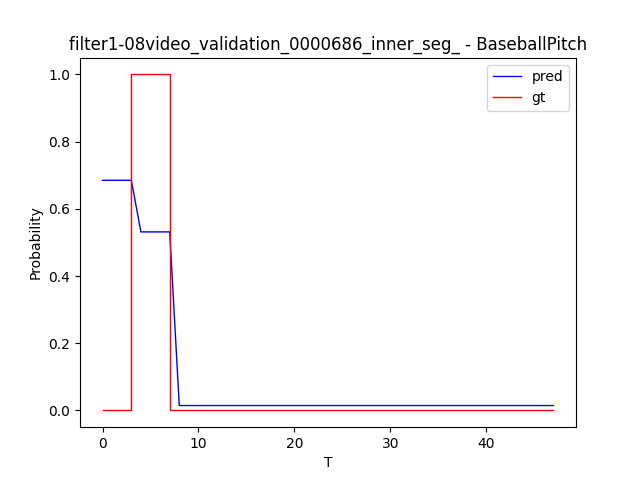 filter1-08video_validation_0000686_inner_seg_ - BaseballPitch
pred
gt
1.0
0.8
0.6
0.4
0.2
0.0
Probability
0
10
20
30
40
T